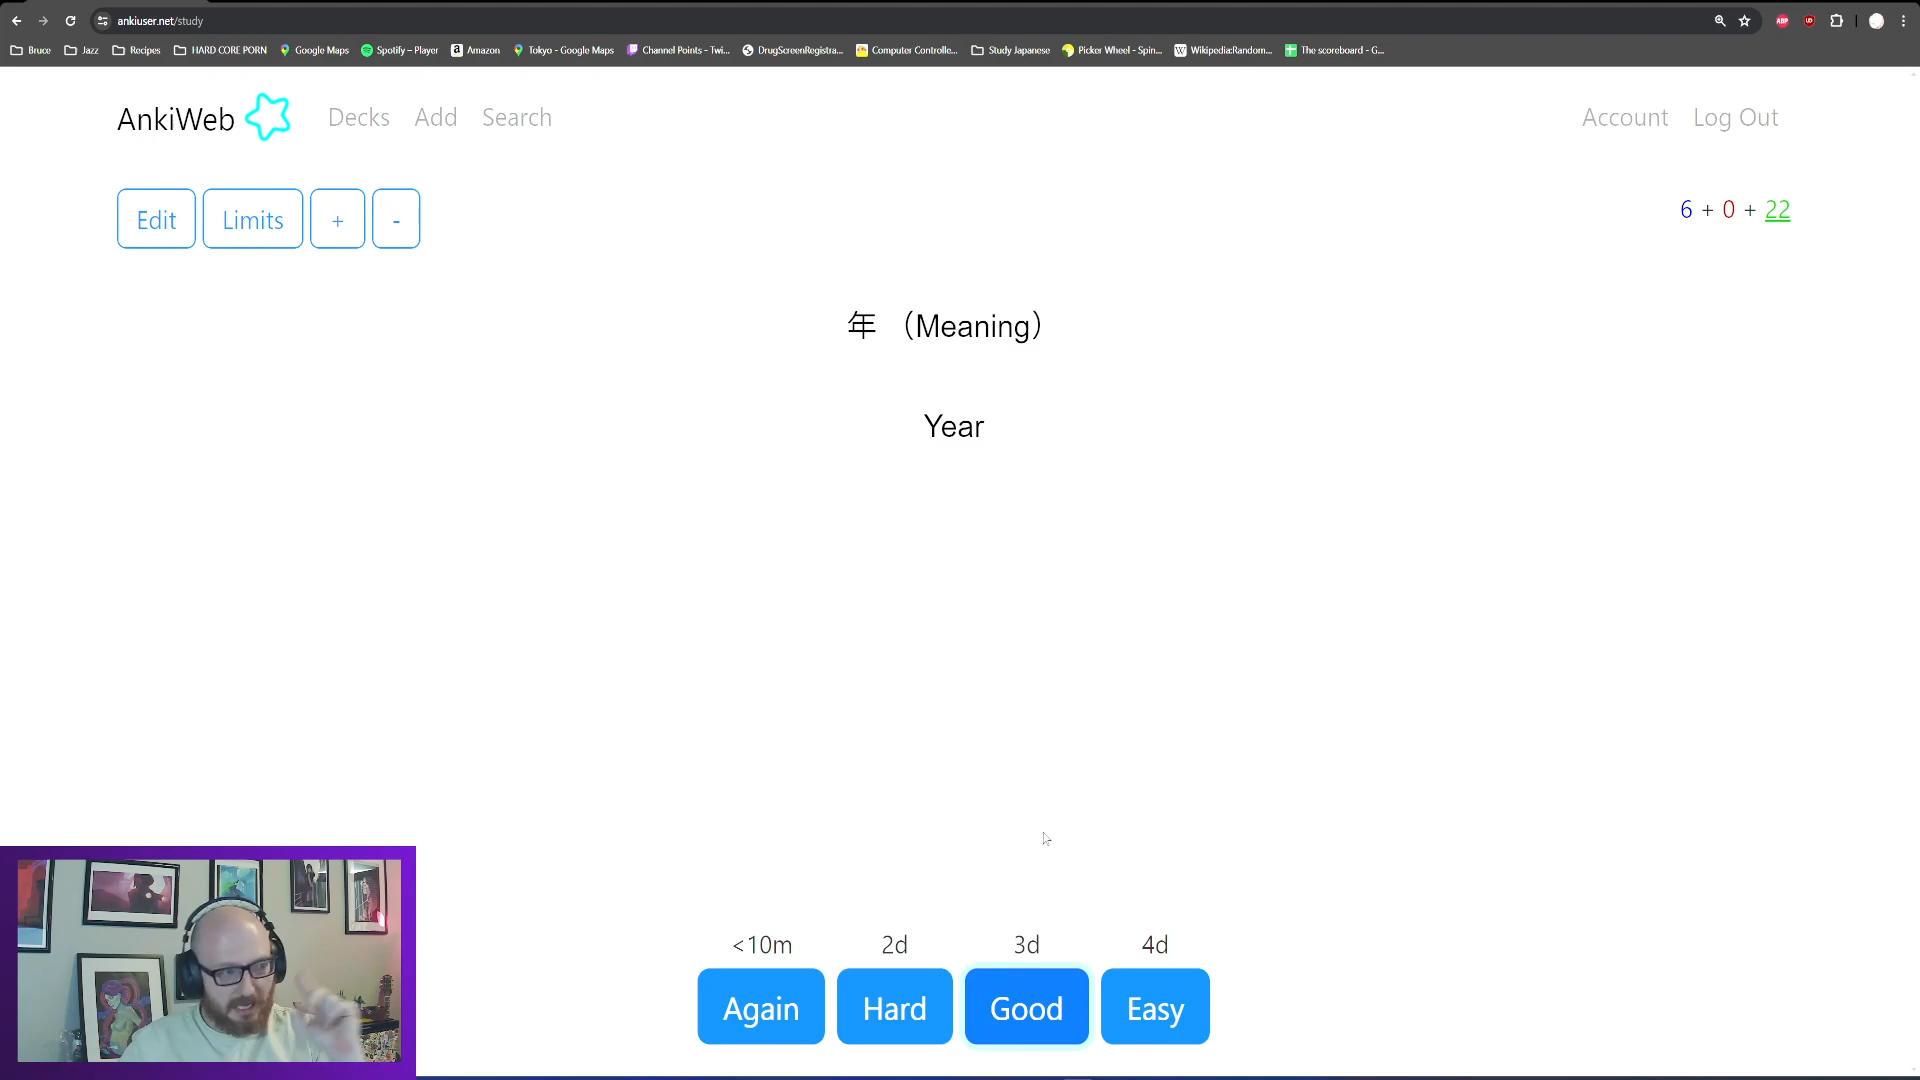 ankiuser.net/study
Bruce Jazz Recipes HARD CORE PORN Google Maps Spotify – Player Amazon Tokyo - Google Maps Channel Points - Twi... DrugScreenRegistra... Computer Controlle... Study Japanese Picker Wheel - Spin... Wikipedia:Random... The scoreboard - G...
AnkiWeb Decks Add Search Account Log Out
Edit Limits + - 6 + 0 + 22
年 （Meaning）
Year
<10m 2d 3d 4d
Again Hard Good Easy